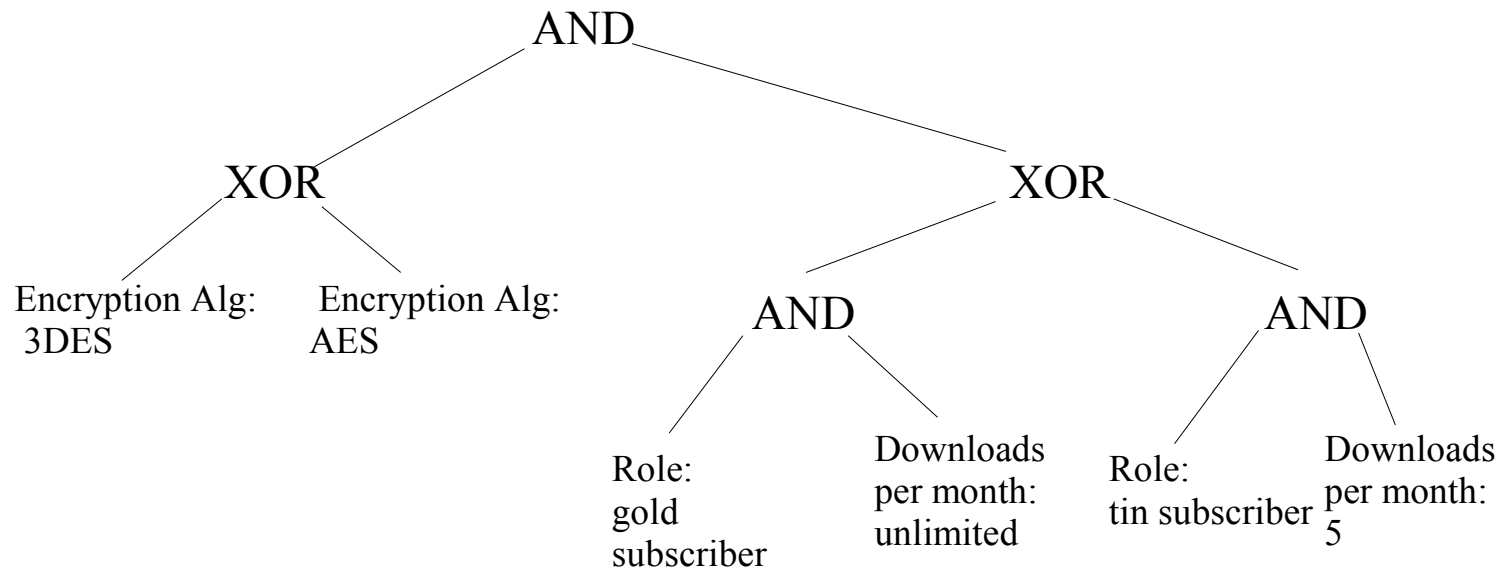 AND
XOR
XOR
Encryption Alg:
3DES
Encryption Alg:
AES
AND
AND
Role:
gold
subscriber
Downloads
per month:
unlimited
Role:
tin subscriber
Downloads
per month:
5